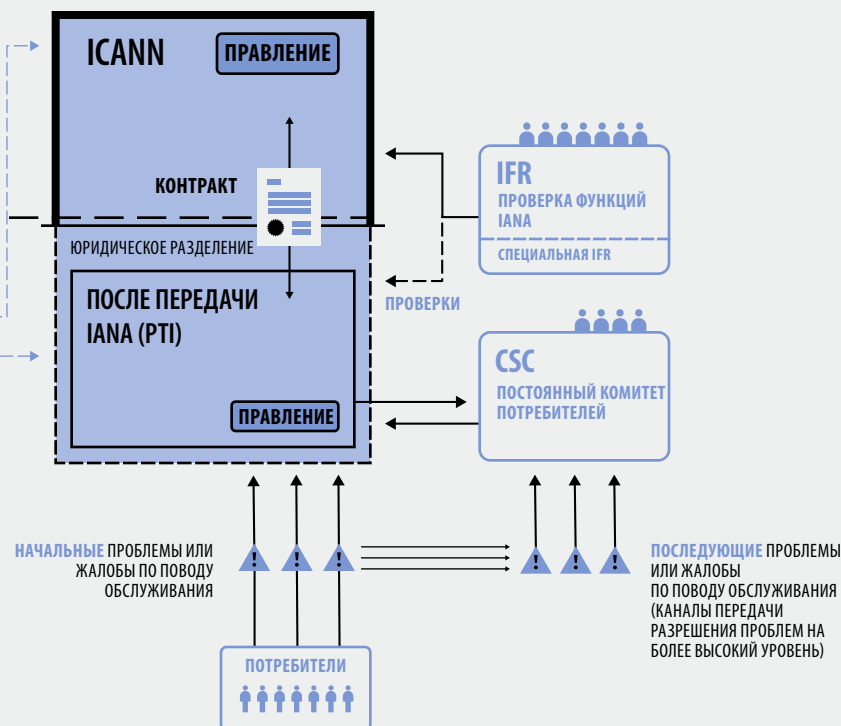 ICANN
ПРАВЛЕНИЕ
КОНТРАКТ
ЮРИДИЧЕСКОЕ РАЗДЕЛЕНИЕ
ПОСЛЕ ПЕРЕДАЧИ
IANA (PTI)
ПРАВЛЕНИЕ
IFR
ПРОВЕРКА ФУНКЦИЙ
IANA
СПЕЦИАЛЬНАЯ IFR
ПРОВЕРКИ
CSC
ПОСТОЯННЫЙ КОМИТЕТ
ПОТРЕБИТЕЛЕЙ
НАЧАЛЬНЫЕ ПРОБЛЕМЫ ИЛИ
ЖАЛОБЫ ПО ПОВОДУ
ОБСЛУЖИВАНИЯ
! ! !
! ! !
ПОСЛЕДУЮЩИЕ ПРОБЛЕМЫ
ИЛИ ЖАЛОБЫ
ПО ПОВОДУ ОБСЛУЖИВАНИЯ
(КАНАЛЫ ПЕРЕДАЧИ
РАЗРЕШЕНИЯ ПРОБЛЕМ НА
БОЛЕЕ ВЫСОКИЙ УРОВЕНЬ)
ПОТРЕБИТЕЛИ